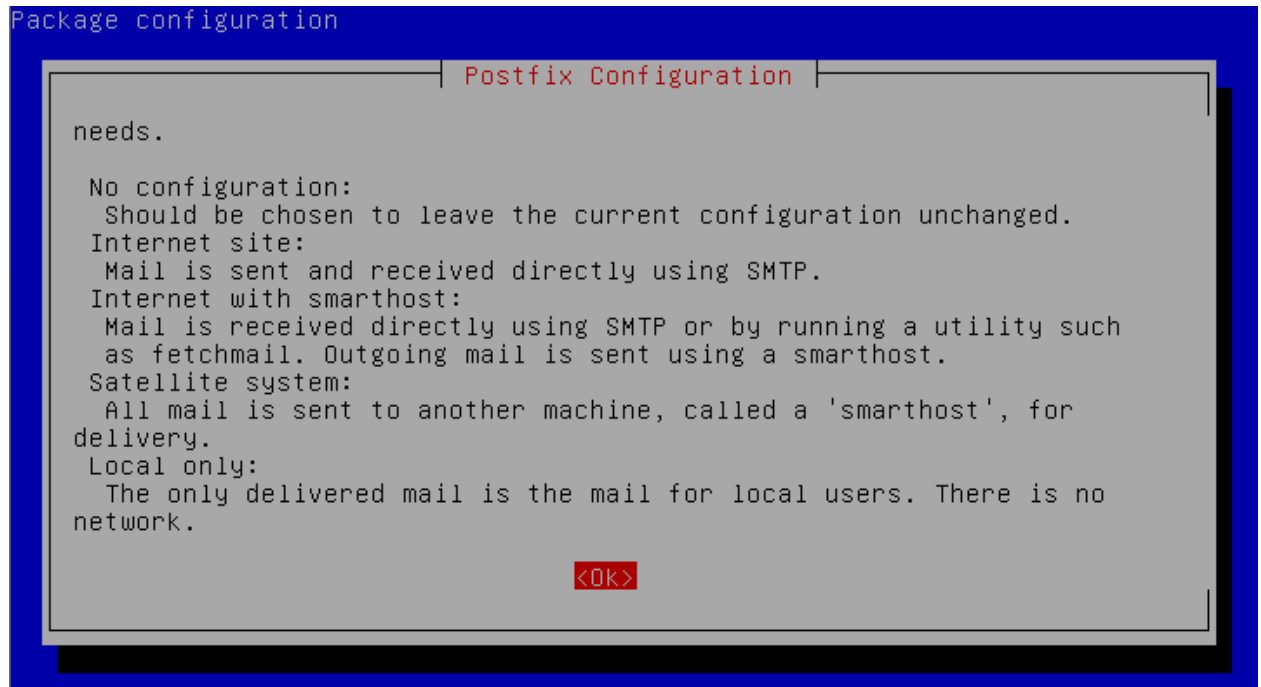 Package configuration
Postfix Configuration
needs.
No configuration:
Should be chosen to leave the current configuration unchanged.
Internet site:
Mail is sent and received directly using SMTP.
Internet with smarthost:
Mail is received directly using SMTP or by running a utility such
as fetchmail. Outgoing mail is sent using a smarthost.
Satellite system:
All mail is sent to another machine, called a 'smarthost', for
delivery.
Local only:
The only delivered mail is the mail for local users. There is no
network.
<Ok>